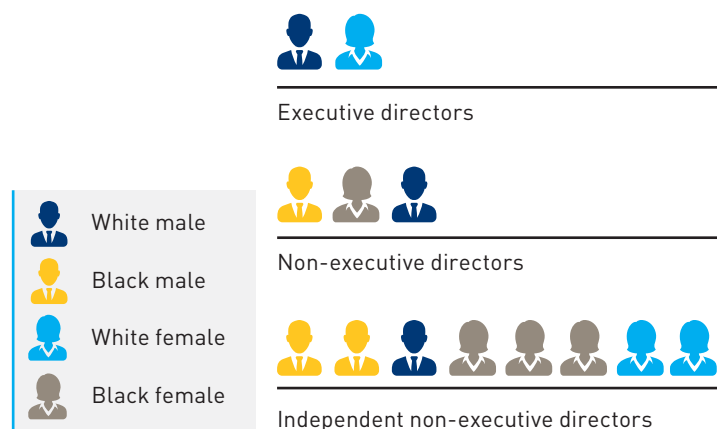 Executive directors
Non-executive directors
White male
Black male
White female
Black female
Independent non-executive directors